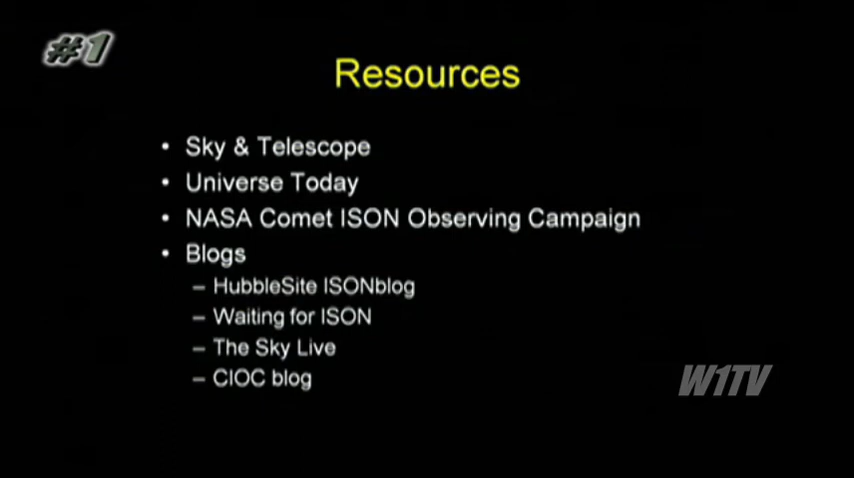 #1
Resources
• Sky & Telescope
• Universe Today
• NASA Comet ISON Observing Campaign
• Blogs
– HubbleSite ISONblog
– Waiting for ISON
– The Sky Live
– CIOC blog
W1TV